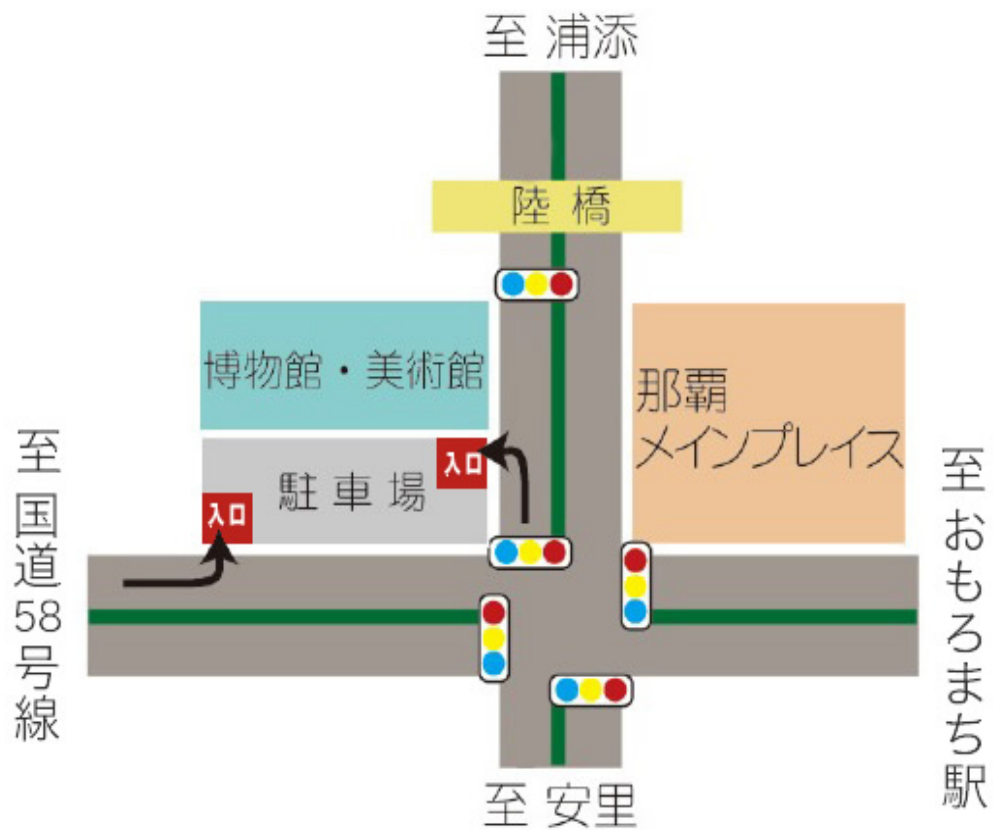 至 浦添
陸 橋
博物館・美術館
那覇
メインプレイス
入口
駐 車 場
入口
至 国道58号線
至 おもろまち駅
至 安里